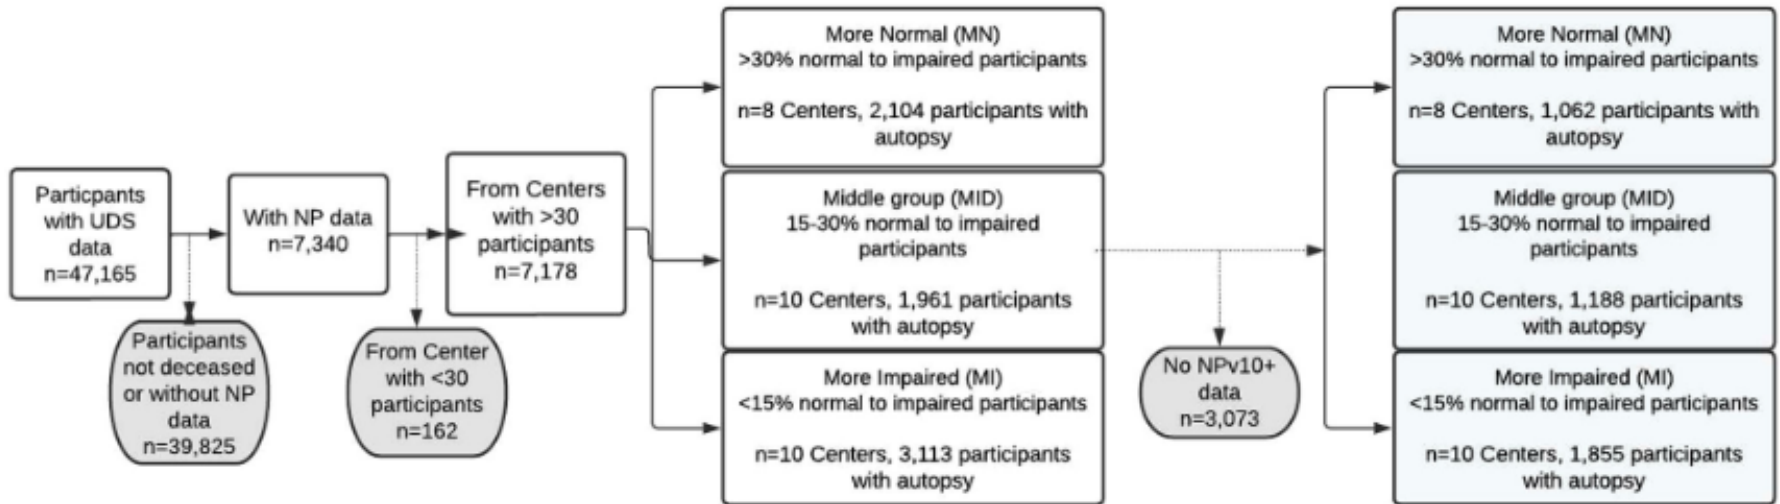 Particpants
with UDS
data
n=47,165
Participants
not deceased
or without NP
data
n=39,825
With NP data
n=7,340
From Center
with <30
participants
n=162
From Centers
with >30
participants
n=7,178
More Normal (MN)
>30% normal to impaired participants
n=8 Centers, 2,104 participants with
autopsy
Middle group (MID)
15-30% normal to impaired
participants
n=10 Centers, 1,961 participants
with autopsy
More Impaired (MI)
<15% normal to impaired participants
n=10 Centers, 3,113 participants
with autopsy
No NPv10+
data
n=3,073
More Normal (MN)
>30% normal to impaired participants
n=8 Centers, 1,062 participants with
autopsy
Middle group (MID)
15-30% normal to impaired
participants
n=10 Centers, 1,188 participants
with autopsy
More Impaired (MI)
<15% normal to impaired participants
n=10 Centers, 1,855 participants
with autopsy